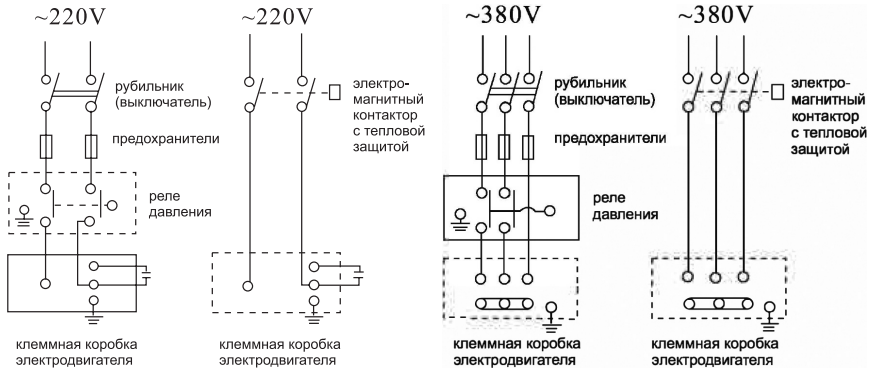 ~220V
рубильник
(выключатель)
предохранители
реле
давления
клеммная коробка
электродвигателя
~220V
электро-
магнитный
контактор
с тепловой
защитой
клеммная коробка
электродвигателя
~380V
рубильник
(выключатель)
предохранители
реле
давления
клеммная коробка
электродвигателя
~380V
электро-
магнитный
контактор
с тепловой
защитой
клеммная коробка
электродвигателя